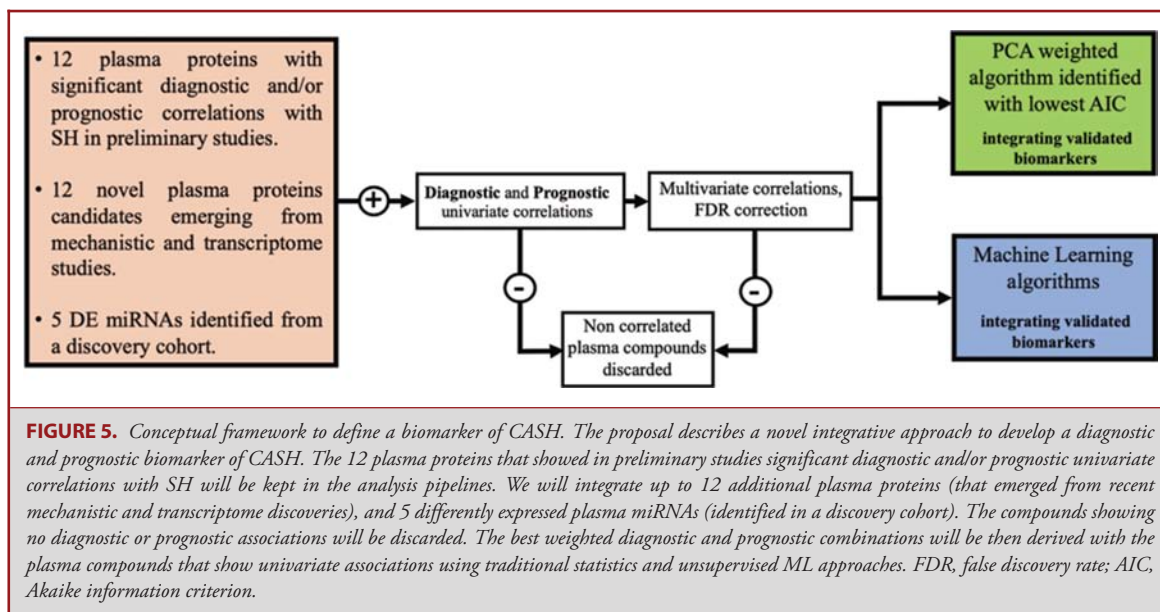 • 12 plasma proteins with
significant diagnostic and/or
prognostic correlations with
SH in preliminary studies.
• 12 novel plasma proteins
candidates emerging from
mechanistic and transcriptome
studies.
• 5 DE miRNAs identified from
a discovery cohort.
+
Diagnostic and Prognostic
univariate correlations
Multivariate correlations,
FDR correction
-
-
Non correlated
plasma compounds
discarded
PCA weighted
algorithm identified
with lowest AIC
integrating validated
biomarkers
Machine Learning
algorithms
integrating validated
biomarkers
FIGURE 5. Conceptual framework to define a biomarker of CASH. The proposal describes a novel integrative approach to develop a diagnostic
and prognostic biomarker of CASH. The 12 plasma proteins that showed in preliminary studies significant diagnostic and/or prognostic univariate
correlations with SH will be kept in the analysis pipelines. We will integrate up to 12 additional plasma proteins (that emerged from recent
mechanistic and transcriptome discoveries), and 5 differently expressed plasma miRNAs (identified in a discovery cohort). The compounds showing
no diagnostic or prognostic associations will be discarded. The best weighted diagnostic and prognostic combinations will be then derived with the
plasma compounds that show univariate associations using traditional statistics and unsupervised ML approaches. FDR, false discovery rate; AIC,
Akaike information criterion.